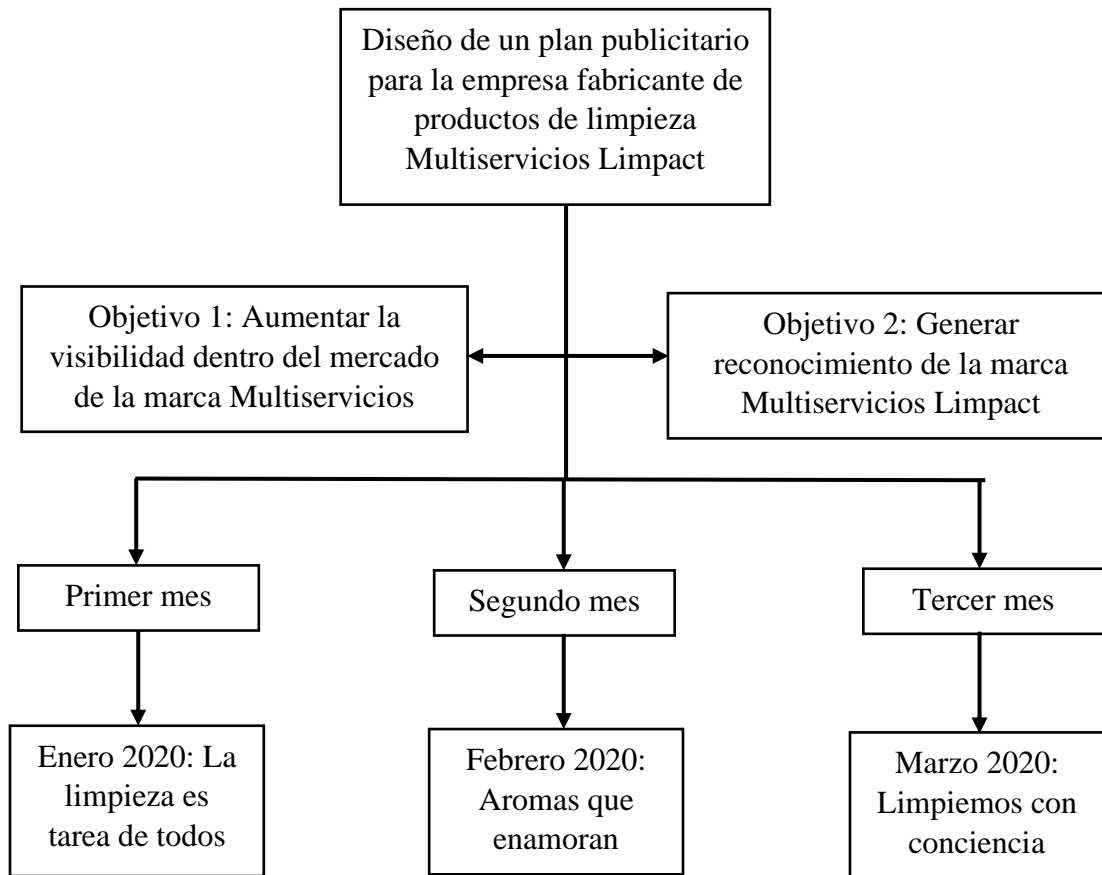 Diseño de un plan publicitario
para la empresa fabricante de
productos de limpieza
Multiservicios Limpact
Objetivo 1: Aumentar la
visibilidad dentro del mercado
de la marca Multiservicios
Objetivo 2: Generar
reconocimiento de la marca
Multiservicios Limpact
Primer mes
Segundo mes
Tercer mes
Enero 2020: La
limpieza es
tarea de todos
Febrero 2020:
Aromas que
enamoran
Marzo 2020:
Limpiemos con
conciencia